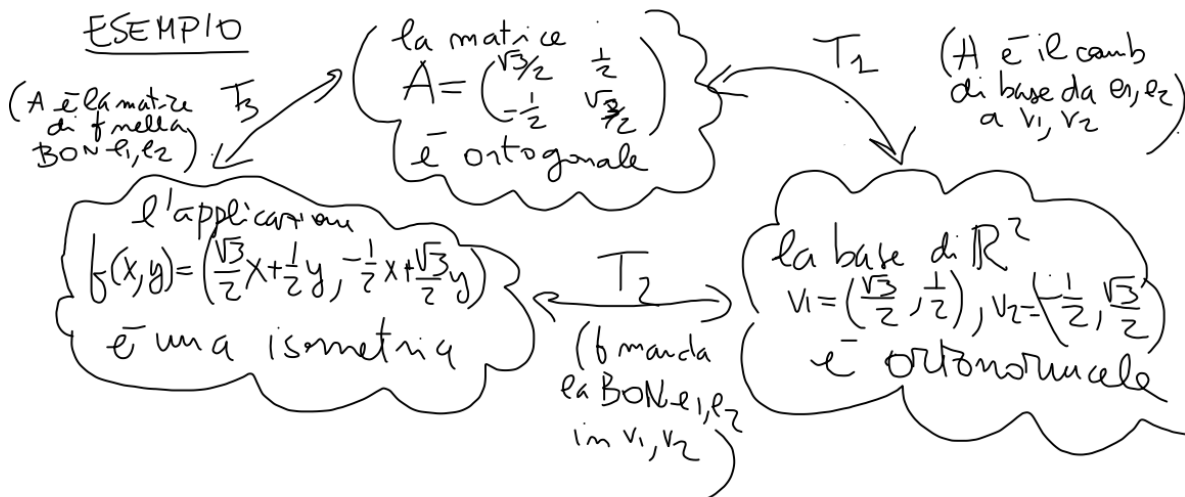 ESEMPIO
(la matrice
A = (√3/2 1/2
-1/2 √3/2)
è ortogonale
T1
(A è il camb
di base da e1,e2
a v1, v2)
(A è la matrice
di f nella
BON e1,e2)
T3
l'applicazione
f(x,y)=(√3/2 x+1/2 y, -1/2 x+√3/2 y)
è una isometria
T2
(f manda
la BON e1,e2
in v1,v2)
la base di ℝ²
v1=(√3/2, 1/2), v2=(-1/2, √3/2)
è ortonormale